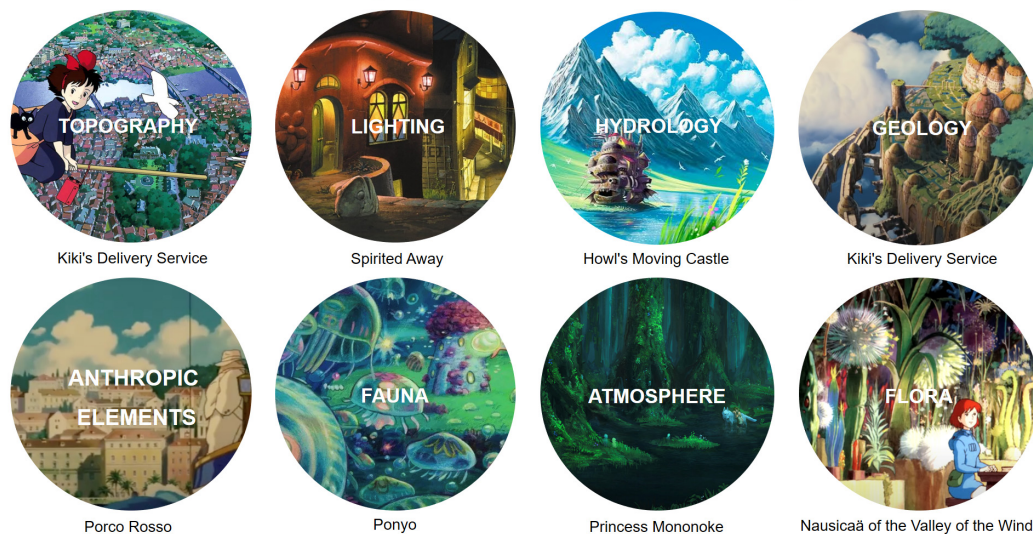 TOPOGRAPHY
LIGHTING
HYDROLOGY
GEOLOGY
Kiki's Delivery Service
Spirited Away
Howl's Moving Castle
Kiki's Delivery Service
ANTHROPIC
ELEMENTS
FAUNA
ATMOSPHERE
FLORA
Porco Rosso
Ponyo
Princess Mononoke
Nausicaä of the Valley of the Wind